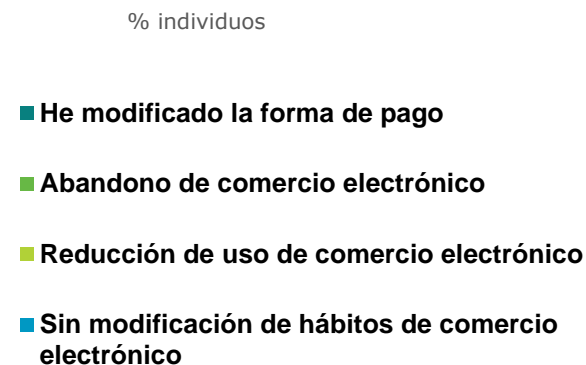 % individuos
He modificado la forma de pago
Abandono de comercio electrónico
Reducción de uso de comercio electrónico
Sin modificación de hábitos de comercio
electrónico